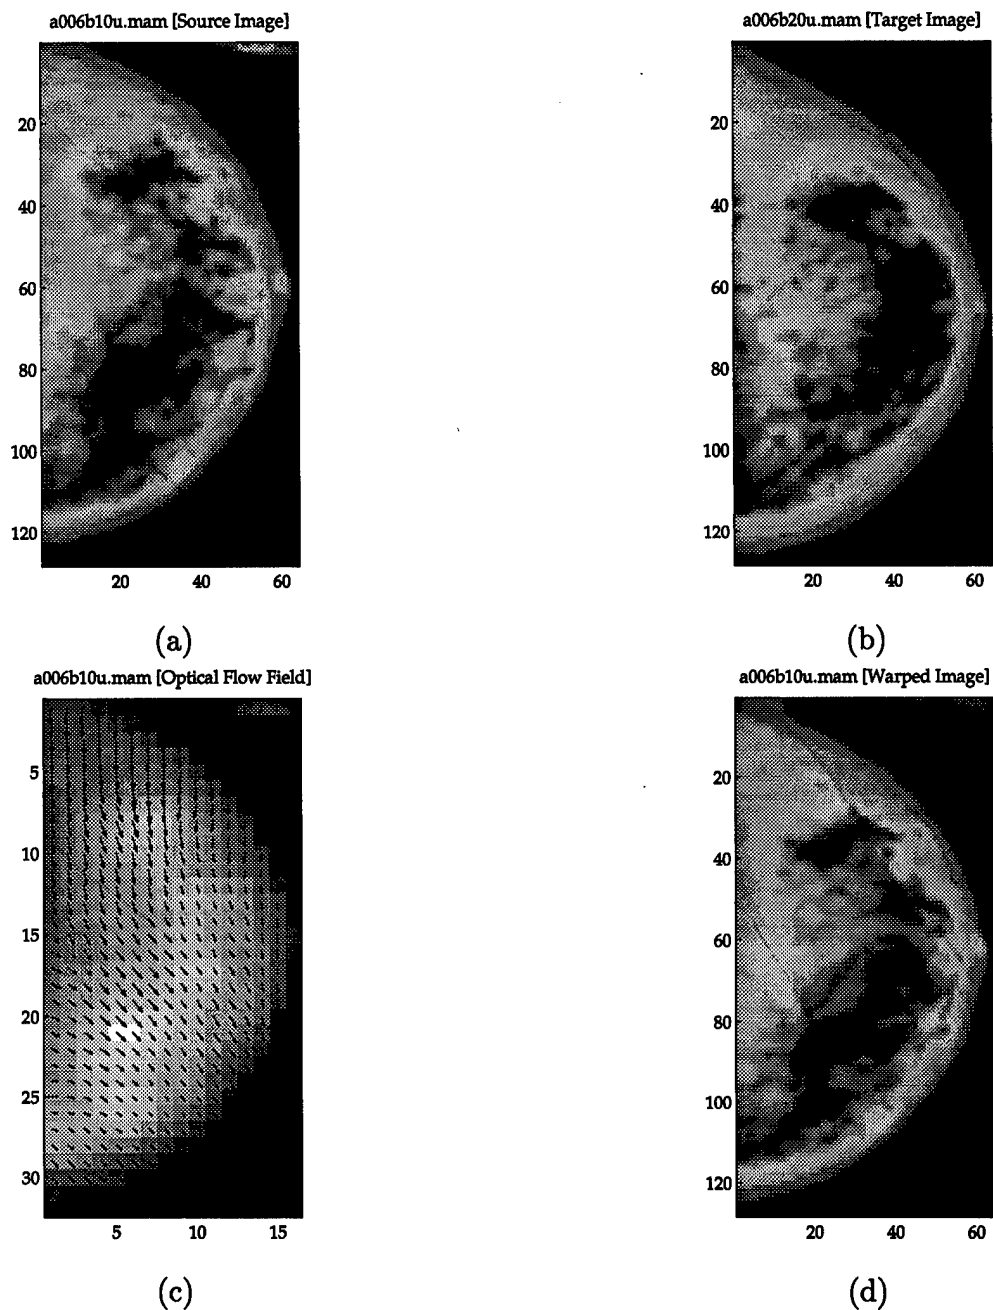 a006b10u.mam [Source Image]
20
40
60
80
100
120
20 40 60
(a)
a006b20u.mam [Target Image]
20
40
60
80
100
120
20 40 60
(b)
a006b10u.mam [Optical Flow Field]
5
10
15
20
25
30
5 10 15
(c)
a006b10u.mam [Warped Image]
20
40
60
80
100
120
20 40 60
(d)